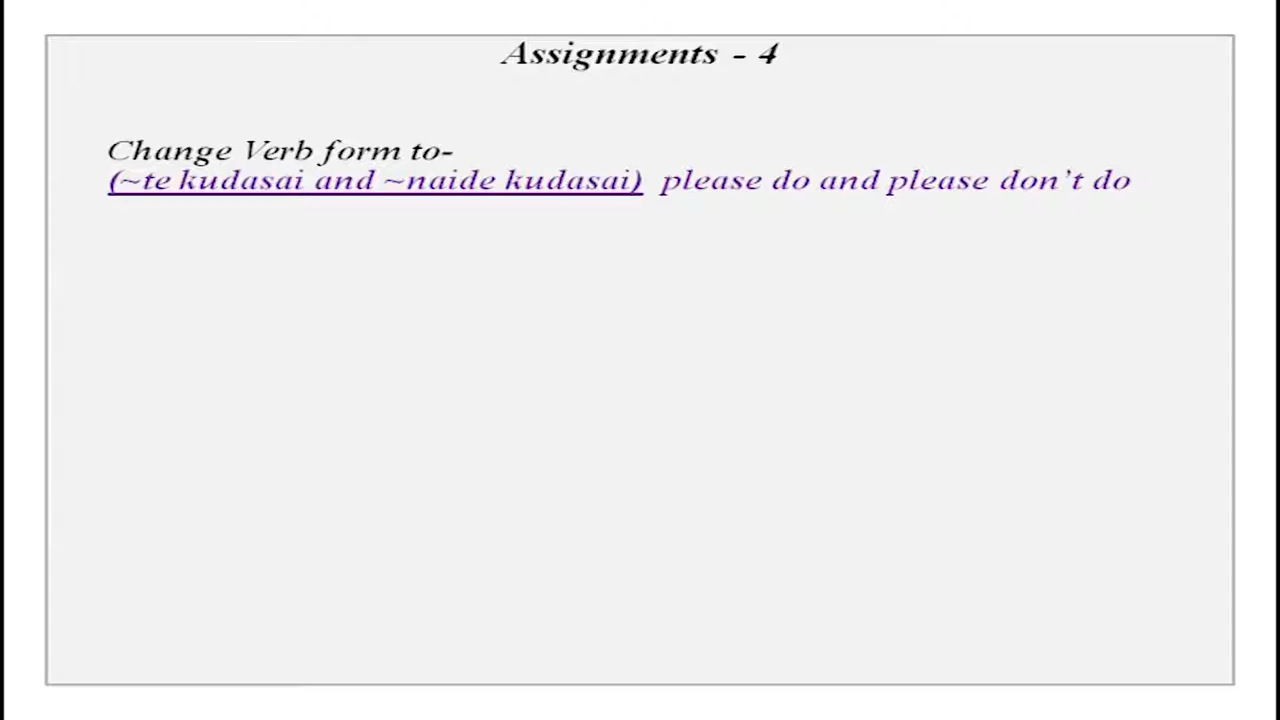 Assignments - 4
Change Verb form to-
(~te kudasai and ~naide kudasai) please do and please don’t do